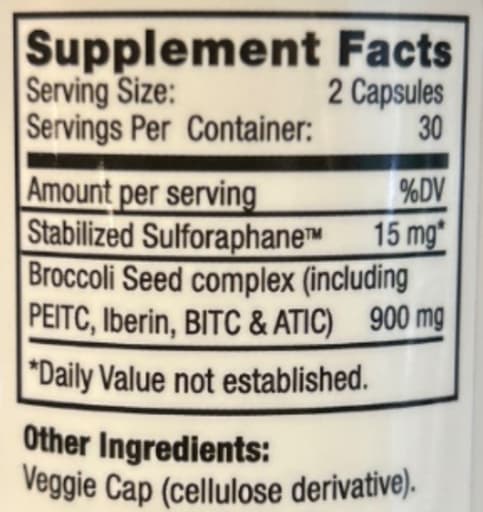 Supplement Facts
Serving Size: 2 Capsules
Servings Per Container: 30
Amount per serving %DV
Stabilized Sulforaphane™ 15 mg*
Broccoli Seed complex (including
PEITC, Iberin, BITC & ATIC) 900 mg
*Daily Value not established.
Other Ingredients:
Veggie Cap (cellulose derivative).